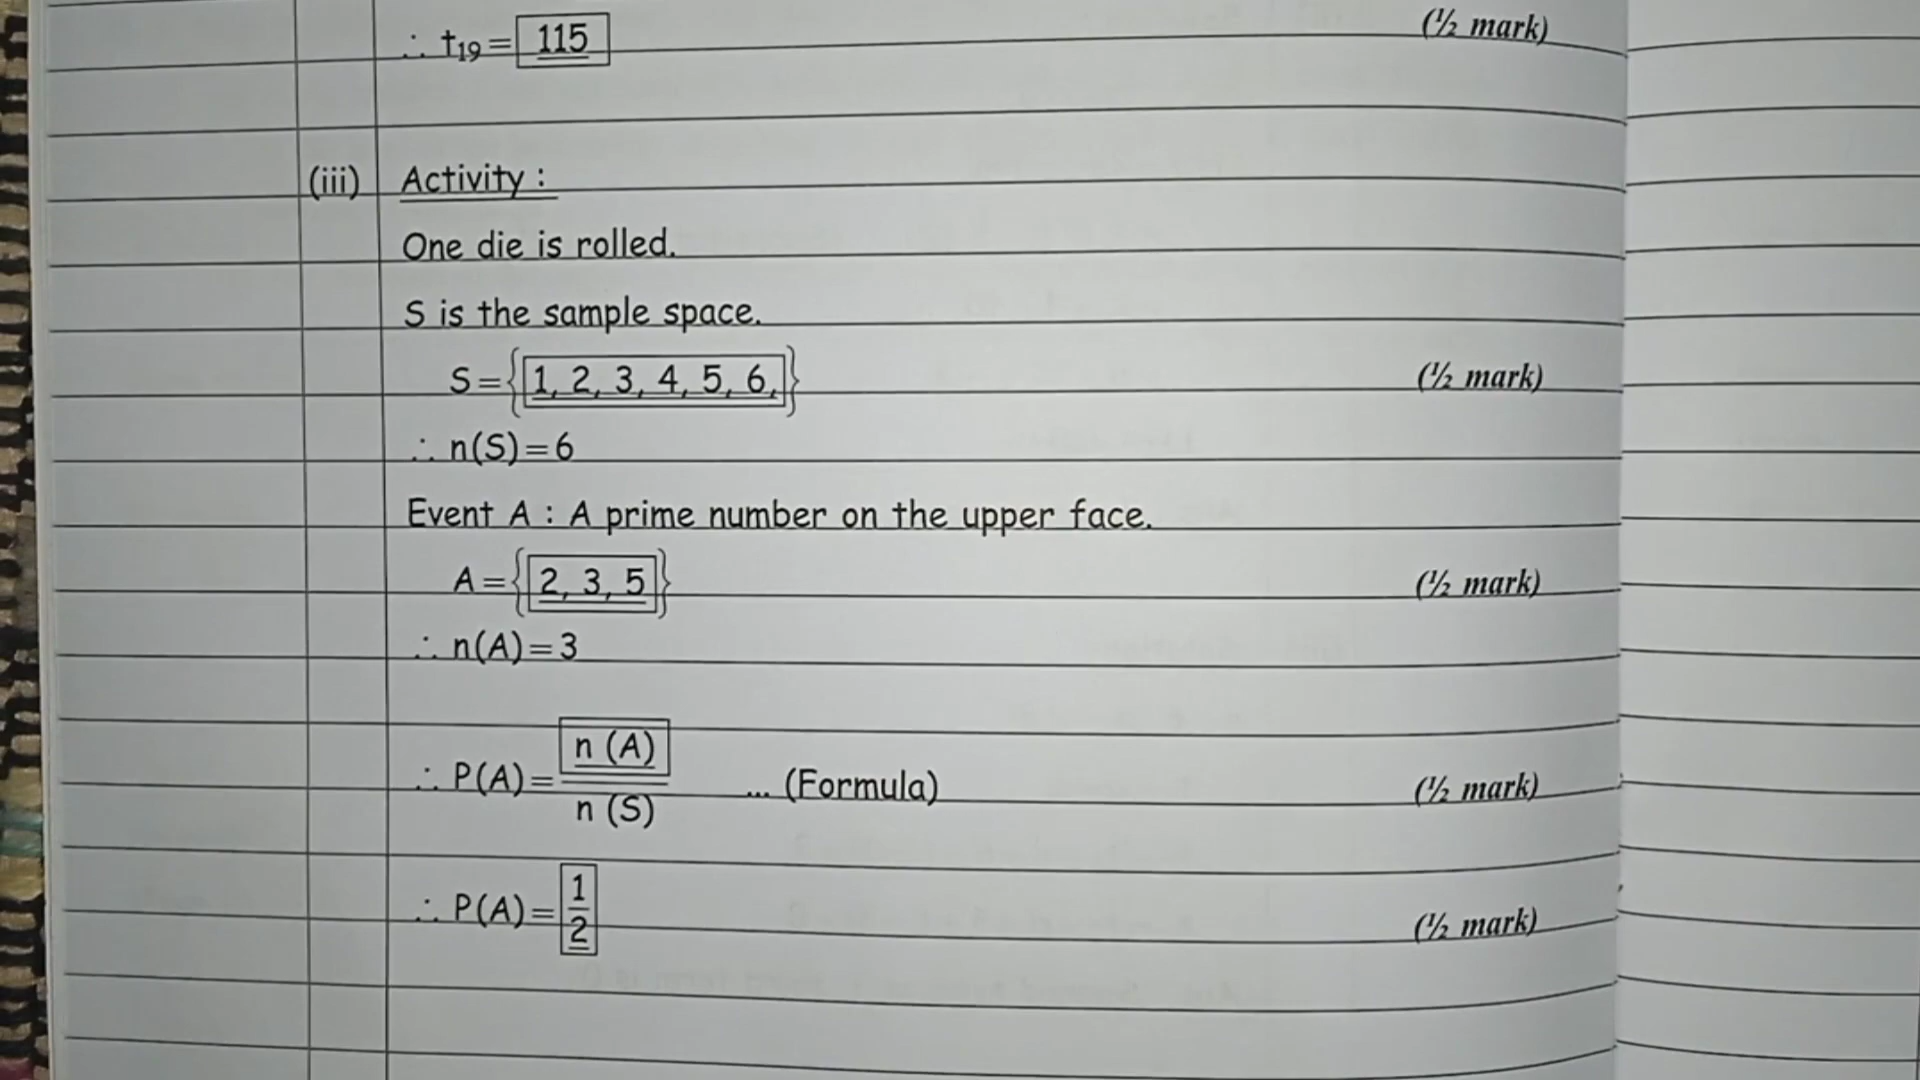 ∴ t₁₉ = 115 (½ mark)
(iii) Activity :
One die is rolled.
S is the sample space.
S = {1, 2, 3, 4, 5, 6,} (½ mark)
∴ n(S) = 6
Event A : A prime number on the upper face.
A = {2, 3, 5} (½ mark)
∴ n(A) = 3
∴ P(A) = n (A) / n (S) ... (Formula) (½ mark)
∴ P(A) = 1/2 (½ mark)